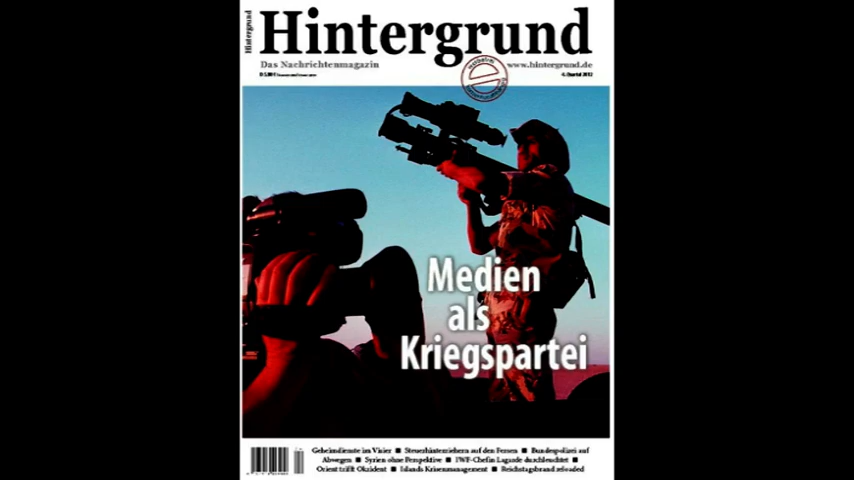 Hintergrund
Hintergrund
Das Nachrichtenmagazin
www.hintergrund.de
4. Quartal 2012
Medien
als
Kriegspartei
Geheimdienste im Visier ■ Steuerhinterziehern auf den Fersen ■ Bundespolizei auf
Abwegen ■ Syrien ohne Perspektive ■ IWF-Chefin Lagarde durchleuchtet ■
Orient trifft Okzident ■ Islands Krisenmanagement ■ Reichstagsbrand reloaded